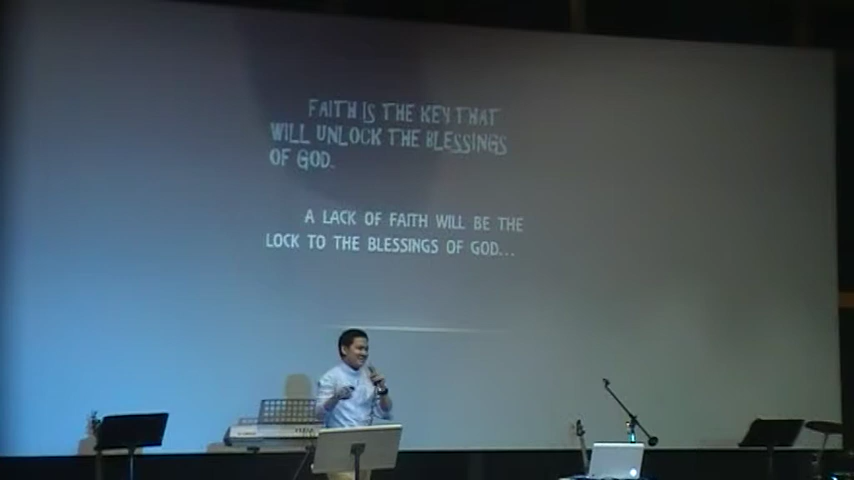 FAITH IS THE KEY THAT
WILL UNLOCK THE BLESSINGS
OF GOD.
A LACK OF FAITH WILL BE THE
LOCK TO THE BLESSINGS OF GOD...